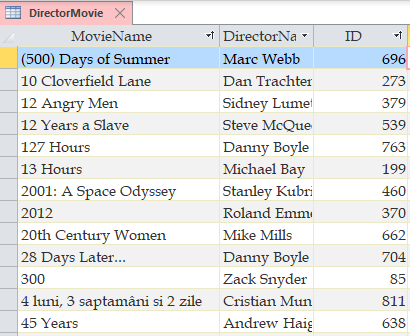 DirectorMovie
MovieName DirectorNa ID
(500) Days of Summer Marc Webb 696
10 Cloverfield Lane Dan Trachten 273
12 Angry Men Sidney Lumet 379
12 Years a Slave Steve McQue 539
127 Hours Danny Boyle 763
13 Hours Michael Bay 199
2001: A Space Odyssey Stanley Kubri 460
2012 Roland Emme 370
20th Century Women Mike Mills 662
28 Days Later... Danny Boyle 704
300 Zack Snyder 85
4 luni, 3 saptamâni si 2 zile Cristian Mun 811
45 Years Andrew Haig 638